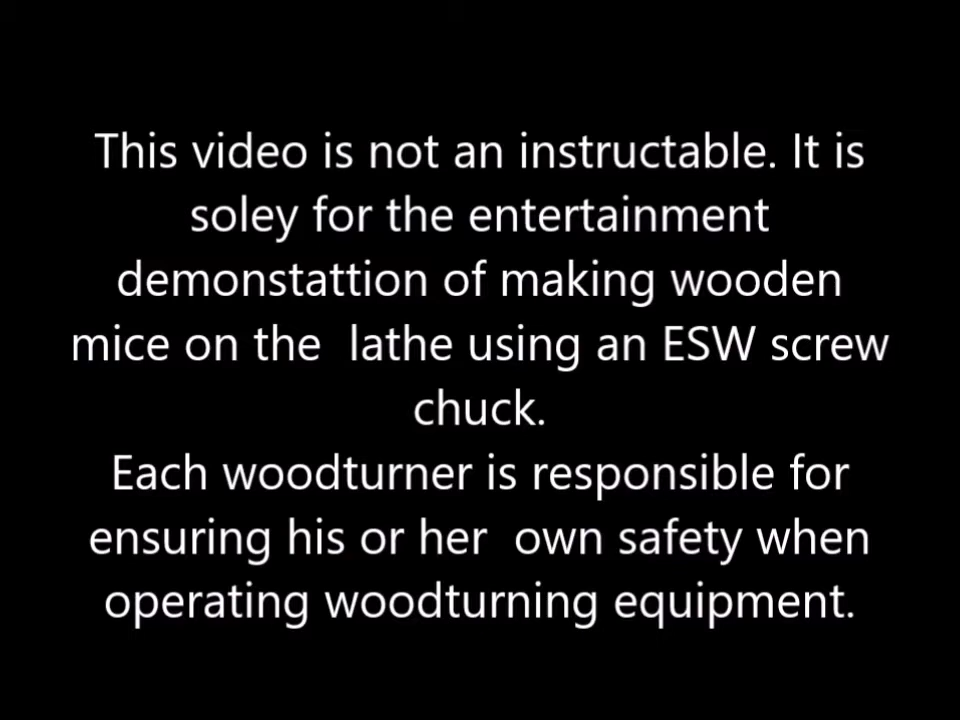 This video is not an instructable. It is
soley for the entertainment
demonstattion of making wooden
mice on the  lathe using an ESW screw
chuck.
Each woodturner is responsible for
ensuring his or her  own safety when
operating woodturning equipment.